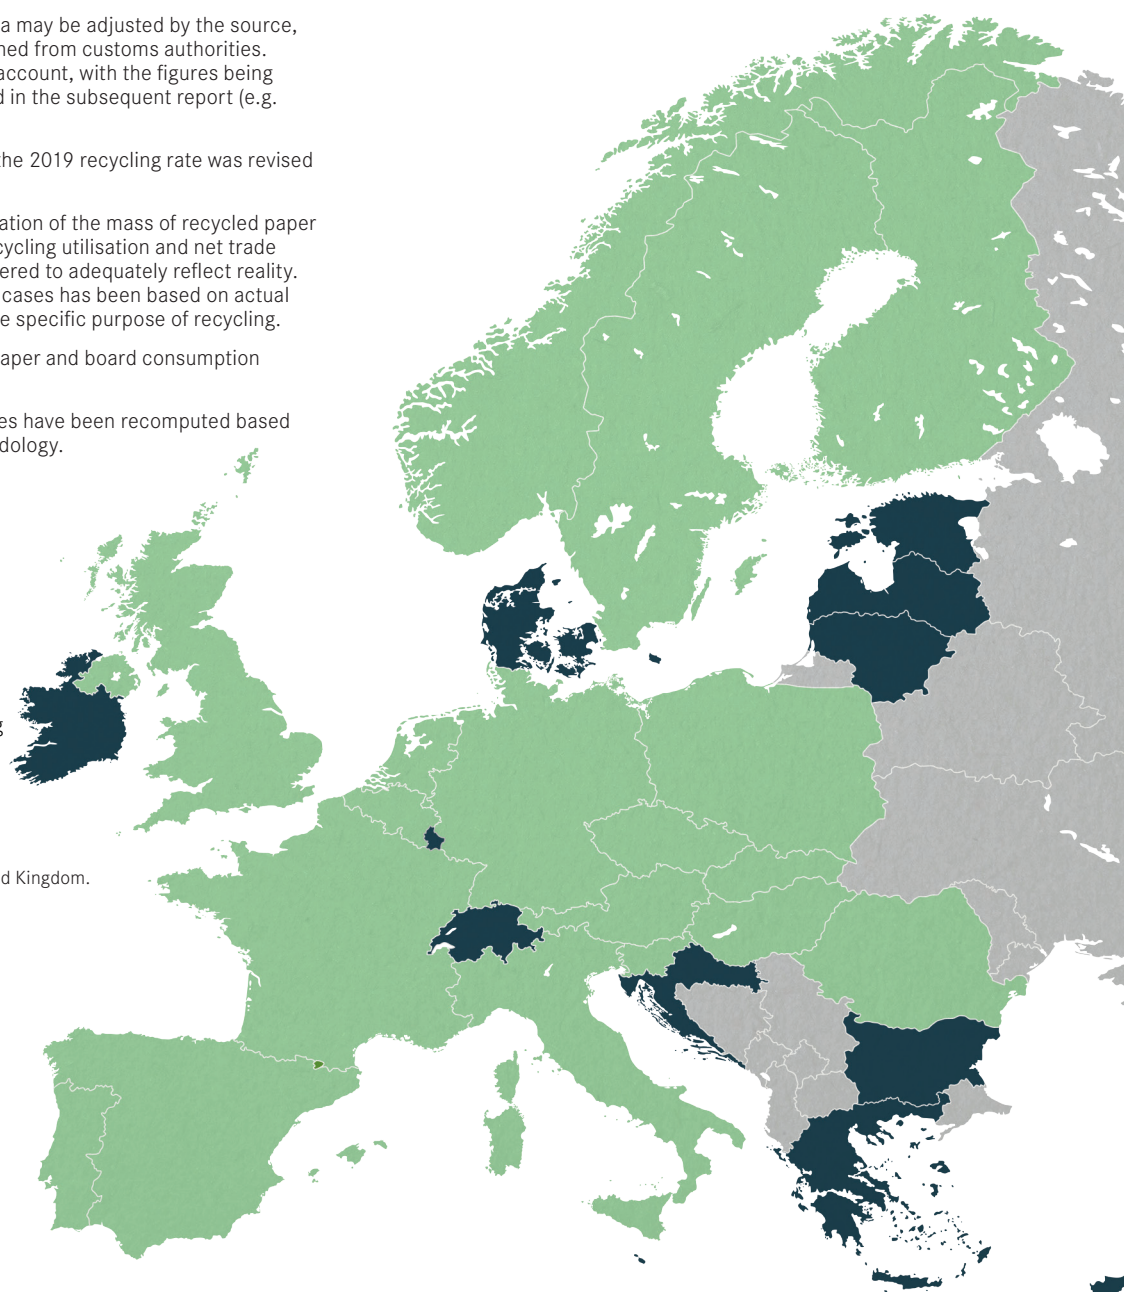 a may be adjusted by the source,
ned from customs authorities.
account, with the figures being
d in the subsequent report (e.g.
the 2019 recycling rate was revised
ation of the mass of recycled paper
cycling utilisation and net trade
ered to adequately reflect reality.
cases has been based on actual
e specific purpose of recycling.
aper and board consumption
es have been recomputed based
dology.
g
d Kingdom.